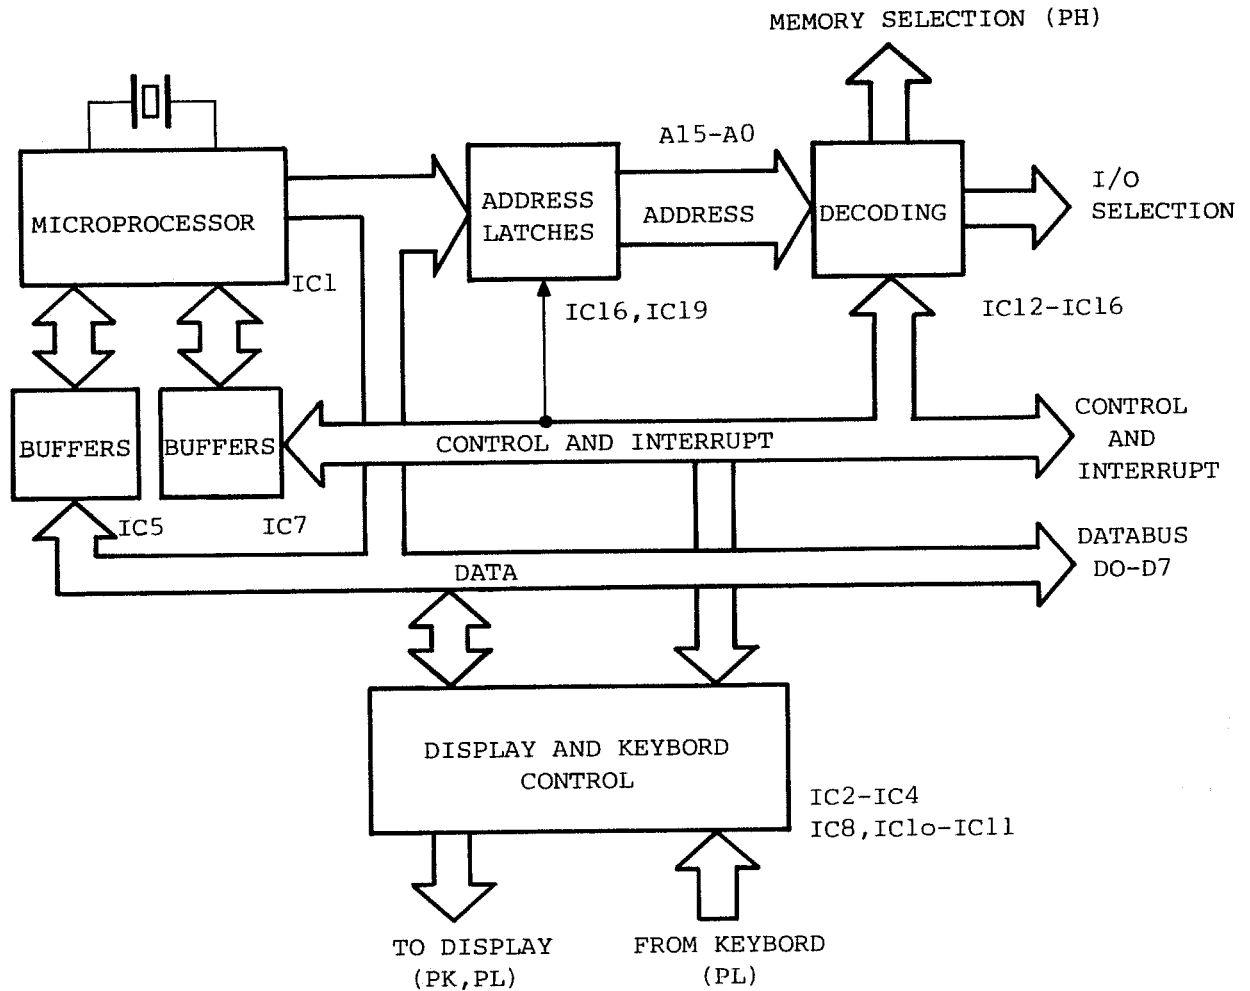 MEMORY SELECTION (PH)
A15-A0
MICROPROCESSOR
ADDRESS
LATCHES
ADDRESS
DECODING
I/O
SELECTION
IC1
IC16,IC19
IC12-IC16
BUFFERS
BUFFERS
CONTROL AND INTERRUPT
CONTROL
AND
INTERRUPT
IC5
IC7
DATA
DATABUS
DO-D7
DISPLAY AND KEYBORD
CONTROL
IC2-IC4
IC8,IC1o-IC11
TO DISPLAY
(PK,PL)
FROM KEYBORD
(PL)